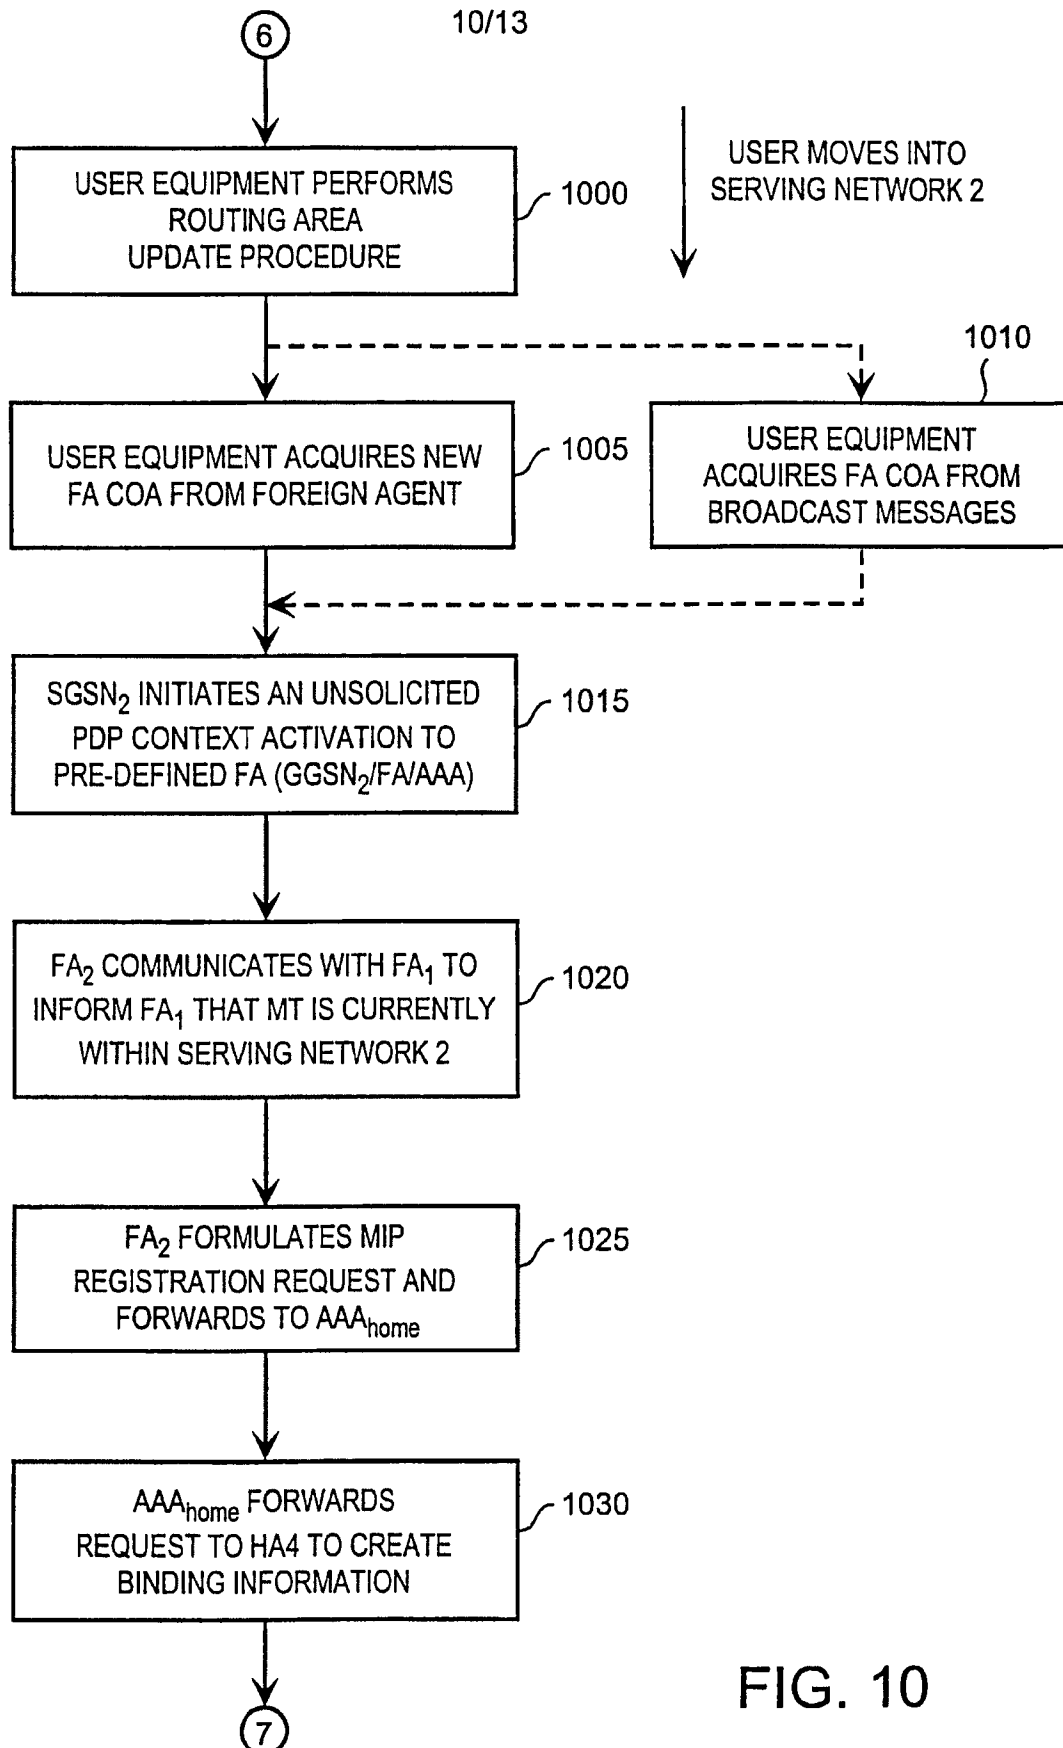 6
10/13
USER EQUIPMENT PERFORMS
ROUTING AREA
UPDATE PROCEDURE
1000
USER MOVES INTO
SERVING NETWORK 2
USER EQUIPMENT ACQUIRES NEW
FA COA FROM FOREIGN AGENT
1005
1010
USER EQUIPMENT
ACQUIRES FA COA FROM
BROADCAST MESSAGES
SGSN2 INITIATES AN UNSOLICITED
PDP CONTEXT ACTIVATION TO
PRE-DEFINED FA (GGSN2/FA/AAA)
1015
FA2 COMMUNICATES WITH FA1 TO
INFORM FA1 THAT MT IS CURRENTLY
WITHIN SERVING NETWORK 2
1020
FA2 FORMULATES MIP
REGISTRATION REQUEST AND
FORWARDS TO AAAhome
1025
AAAhome FORWARDS
REQUEST TO HA4 TO CREATE
BINDING INFORMATION
1030
7
FIG. 10